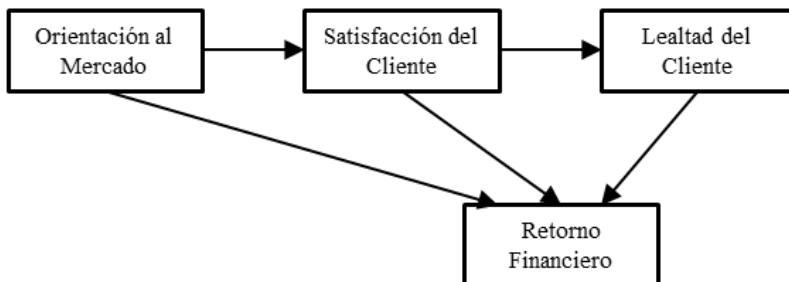 Orientación al
Mercado
Satisfacción del
Cliente
Lealtad del
Cliente
Retorno
Financiero